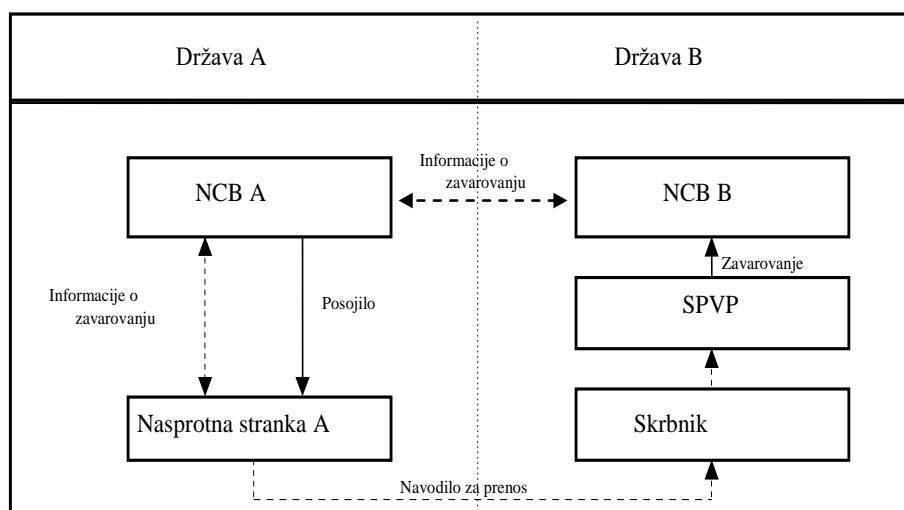 Država A
Država B
Informacije o
zavarovanju
NCB A
NCB B
Zavarovanje
Informacije o
zavarovanju
Posojilo
SPVP
Nasprotna stranka A
Skrbnik
Navodilo za prenos